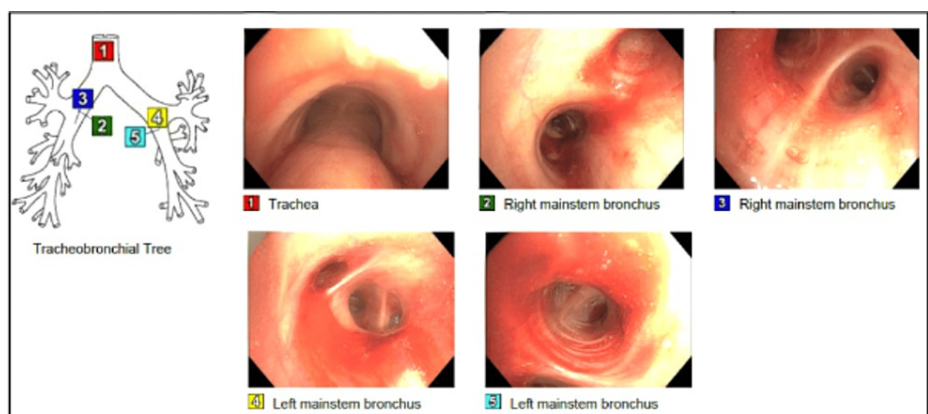 1
3
2
4
5
Tracheobronchial Tree
1 Trachea
2 Right mainstem bronchus
3 Right mainstem bronchus
4 Left mainstem bronchus
5 Left mainstem bronchus